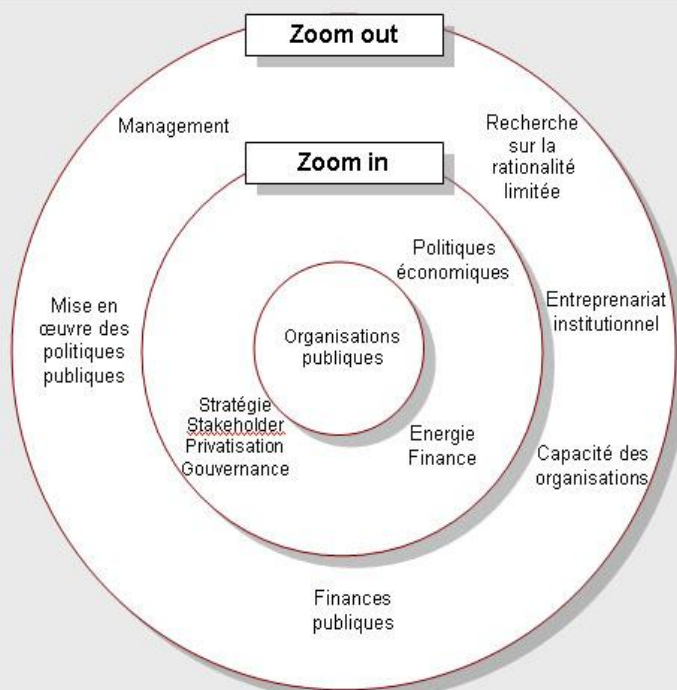 Zoom out
Management
Recherche
sur la
rationalité
limitée
Zoom in
Politiques
économiques
Mise en
œuvre des
politiques
publiques
Entreprenariat
institutionnel
Organisations
publiques
Stratégie
Stakeholder
Privatisation
Gouvernance
Energie
Finance
Capacité des
organisations
Finances
publiques